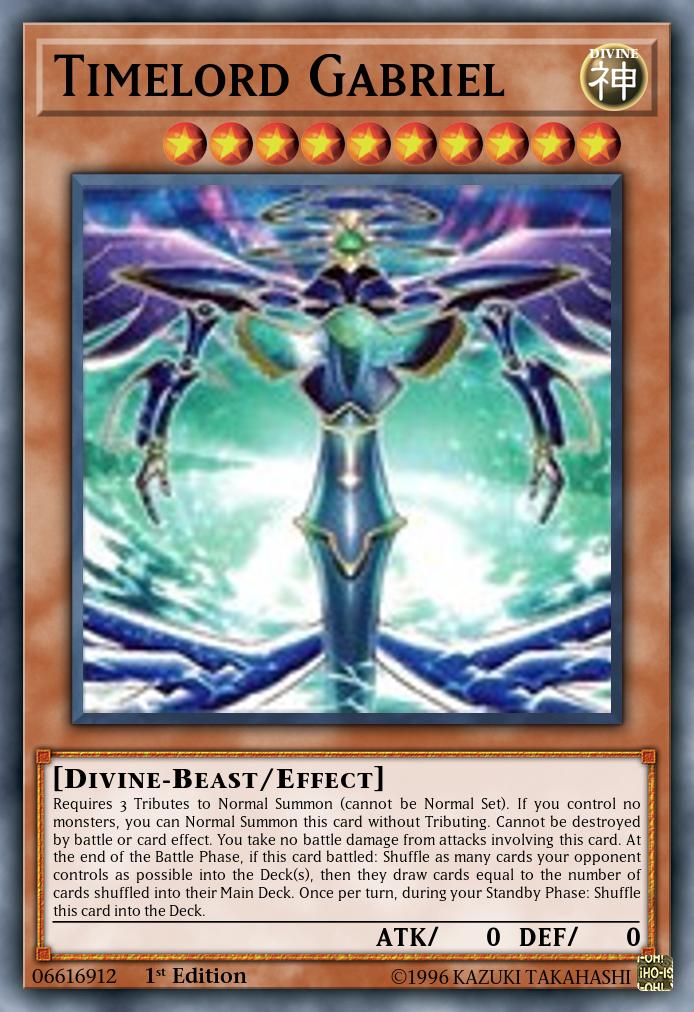 Timelord Gabriel
DIVINE
神
[Divine-Beast/Effect]
Requires 3 Tributes to Normal Summon (cannot be Normal Set). If you control no
monsters, you can Normal Summon this card without Tributing. Cannot be destroyed
by battle or card effect. You take no battle damage from attacks involving this card. At
the end of the Battle Phase, if this card battled: Shuffle as many cards your opponent
controls as possible into the Deck(s), then they draw cards equal to the number of
cards shuffled into their Main Deck. Once per turn, during your Standby Phase: Shuffle
this card into the Deck.
ATK/ 0 DEF/ 0
06616912 1st Edition ©1996 KAZUKI TAKAHASHI